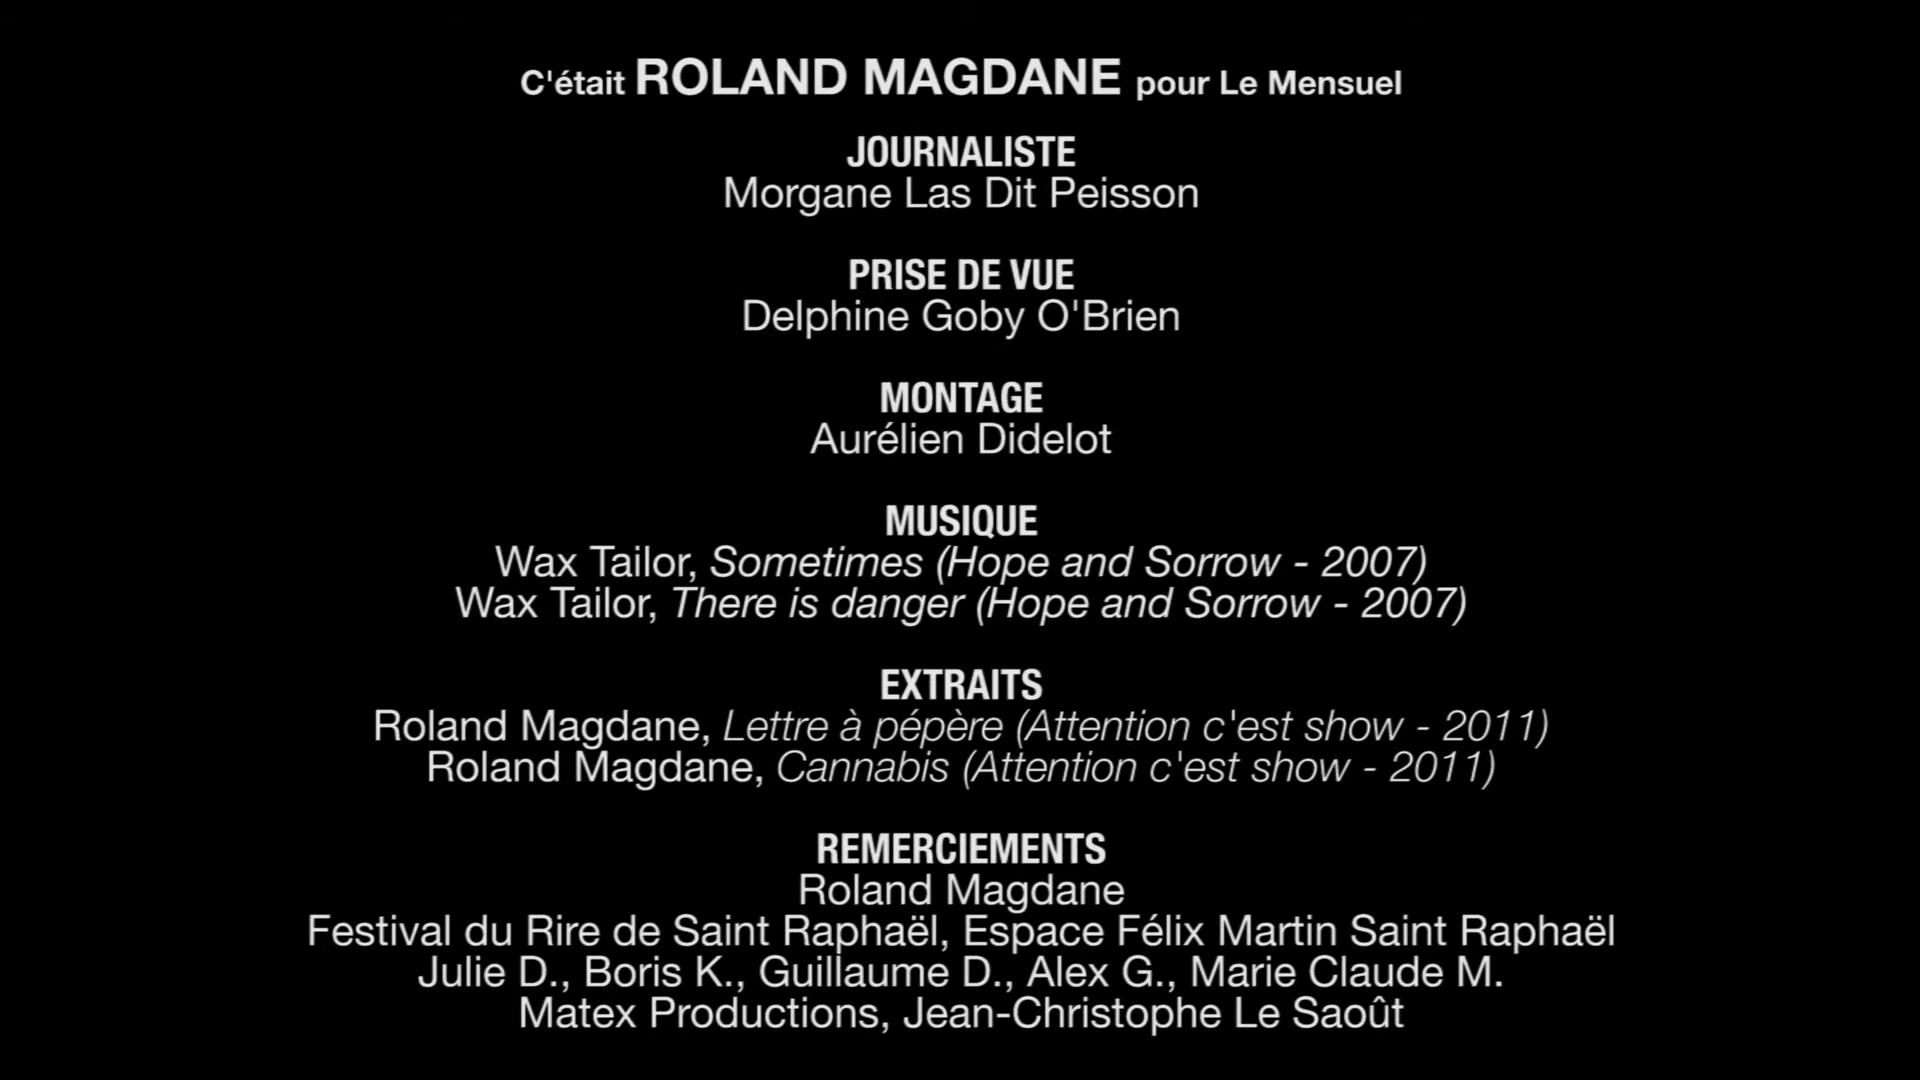 C'était ROLAND MAGDANE pour Le Mensuel
JOURNALISTE
Morgane Las Dit Peisson
PRISE DE VUE
Delphine Goby O'Brien
MONTAGE
Aurélien Didelot
MUSIQUE
Wax Tailor, Sometimes (Hope and Sorrow - 2007)
Wax Tailor, There is danger (Hope and Sorrow - 2007)
EXTRAITS
Roland Magdane, Lettre à pépère (Attention c'est show - 2011)
Roland Magdane, Cannabis (Attention c'est show - 2011)
REMERCIEMENTS
Roland Magdane
Festival du Rire de Saint Raphaël, Espace Félix Martin Saint Raphaël
Julie D., Boris K., Guillaume D., Alex G., Marie Claude M.
Matex Productions, Jean-Christophe Le Saoût